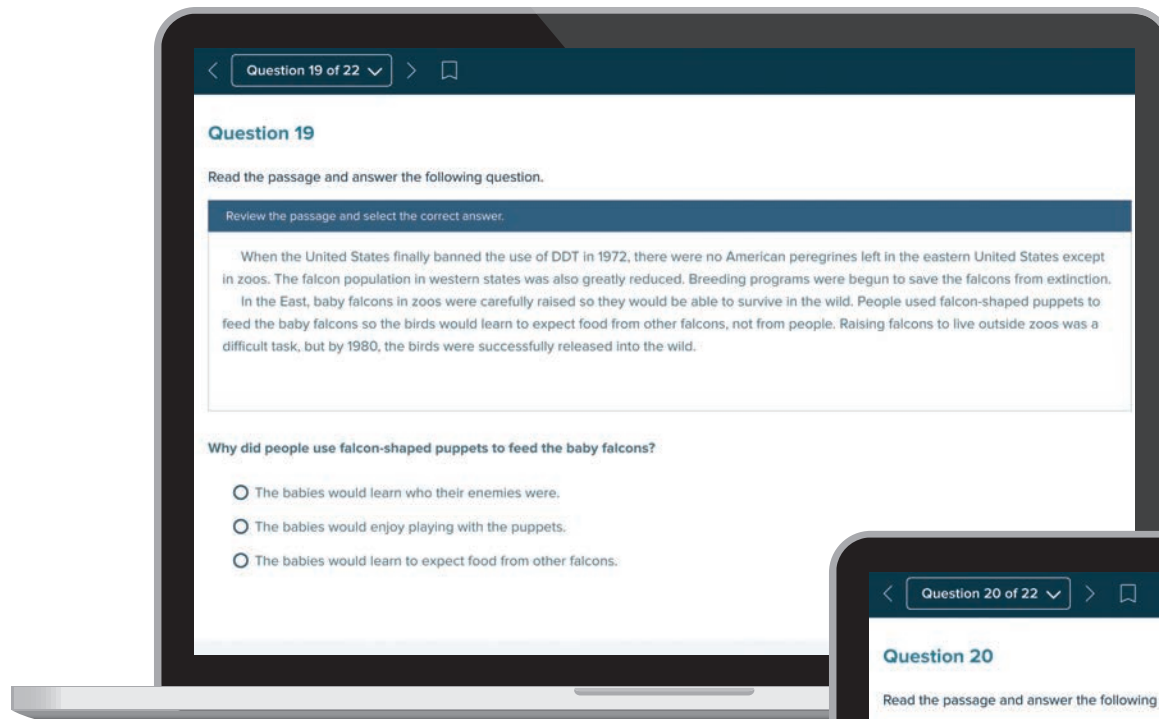 Question 19 of 22
Question 19
Read the passage and answer the following question.
Review the passage and select the correct answer.
When the United States finally banned the use of DDT in 1972, there were no American peregrines left in the eastern United States except
in zoos. The falcon population in western states was also greatly reduced. Breeding programs were begun to save the falcons from extinction.
In the East, baby falcons in zoos were carefully raised so they would be able to survive in the wild. People used falcon-shaped puppets to
feed the baby falcons so the birds would learn to expect food from other falcons, not from people. Raising falcons to live outside zoos was a
difficult task, but by 1980, the birds were successfully released into the wild.
Why did people use falcon-shaped puppets to feed the baby falcons?
The babies would learn who their enemies were.
The babies would enjoy playing with the puppets.
The babies would learn to expect food from other falcons.
Question 20 of 22
Question 20
Read the passage and answer the following